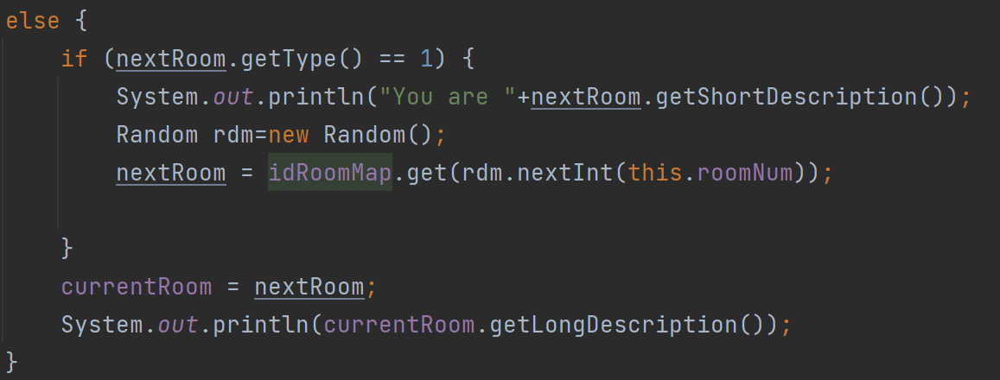 else {
    if (nextRoom.getType() == 1) {
        System.out.println("You are "+nextRoom.getShortDescription());
        Random rdm=new Random();
        nextRoom = idRoomMap.get(rdm.nextInt(this.roomNum));
    }
    currentRoom = nextRoom;
    System.out.println(currentRoom.getLongDescription());
}